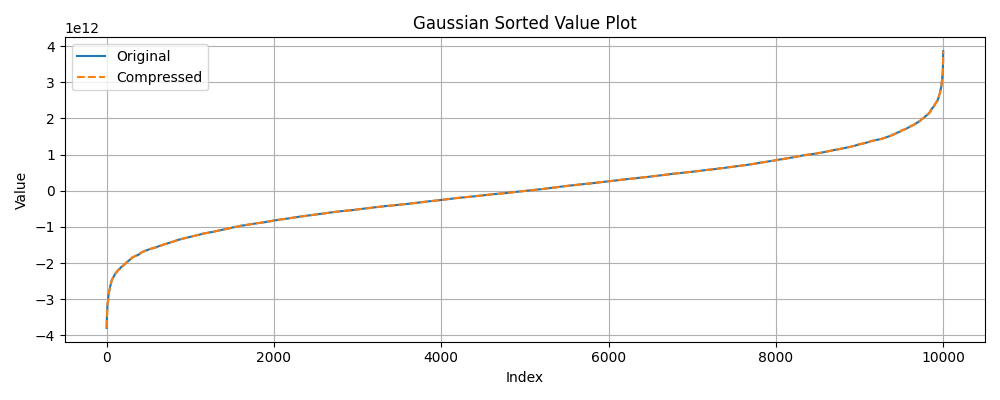 Gaussian Sorted Value Plot
1e12
Original
Compressed
4
3
2
1
0
−1
−2
−3
−4
Value
0 2000 4000 6000 8000 10000
Index